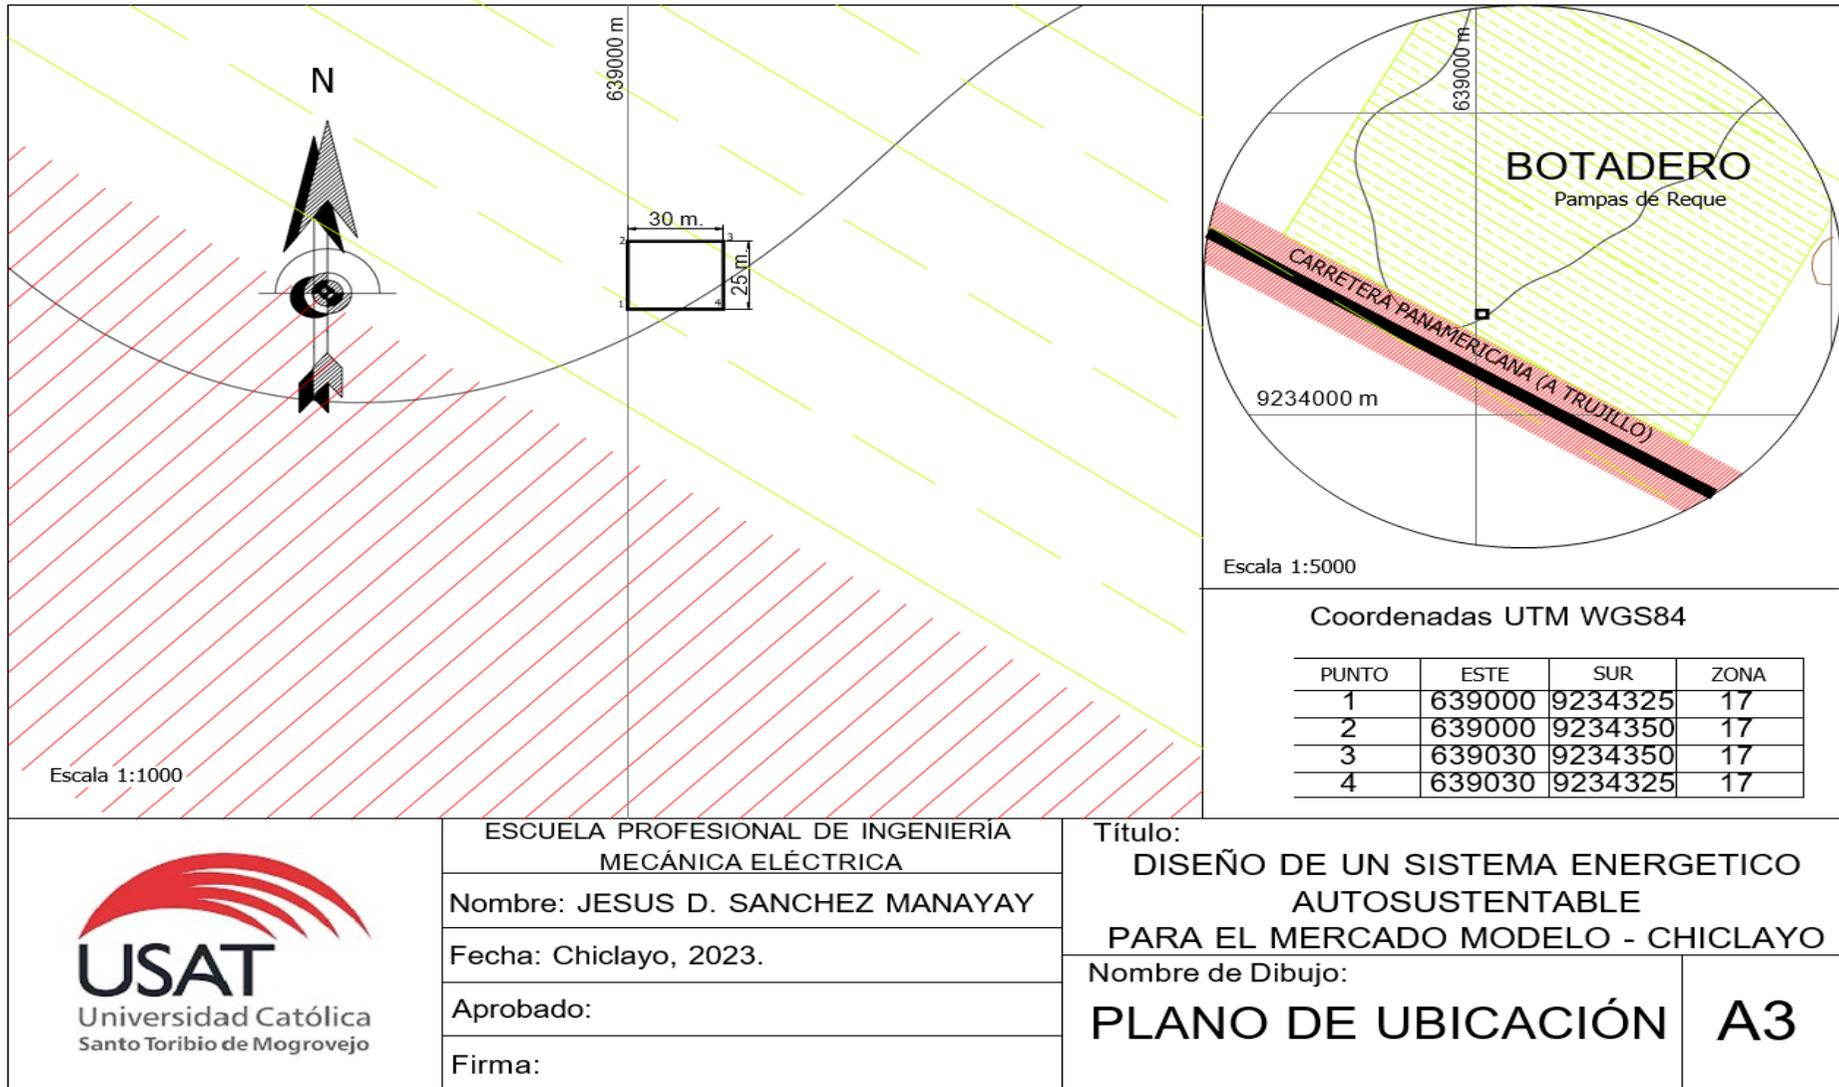 N
639000 m
30 m.
2
3
25 m.
1
4
Escala 1:1000
639000 m
BOTADERO
Pampas de Reque
CARRETERA PANAMERICANA (A TRUJILLO)
9234000 m
Escala 1:5000
Coordenadas UTM WGS84
PUNTO ESTE SUR ZONA
1 639000 9234325 17
2 639000 9234350 17
3 639030 9234350 17
4 639030 9234325 17
USAT
Universidad Católica
Santo Toribio de Mogrovejo
ESCUELA PROFESIONAL DE INGENIERÍA
MECÁNICA ELÉCTRICA
Nombre: JESUS D. SANCHEZ MANAYAY
Fecha: Chiclayo, 2023.
Aprobado:
Firma:
Título:
DISEÑO DE UN SISTEMA ENERGETICO
AUTOSUSTENTABLE
PARA EL MERCADO MODELO - CHICLAYO
Nombre de Dibujo:
PLANO DE UBICACIÓN
A3